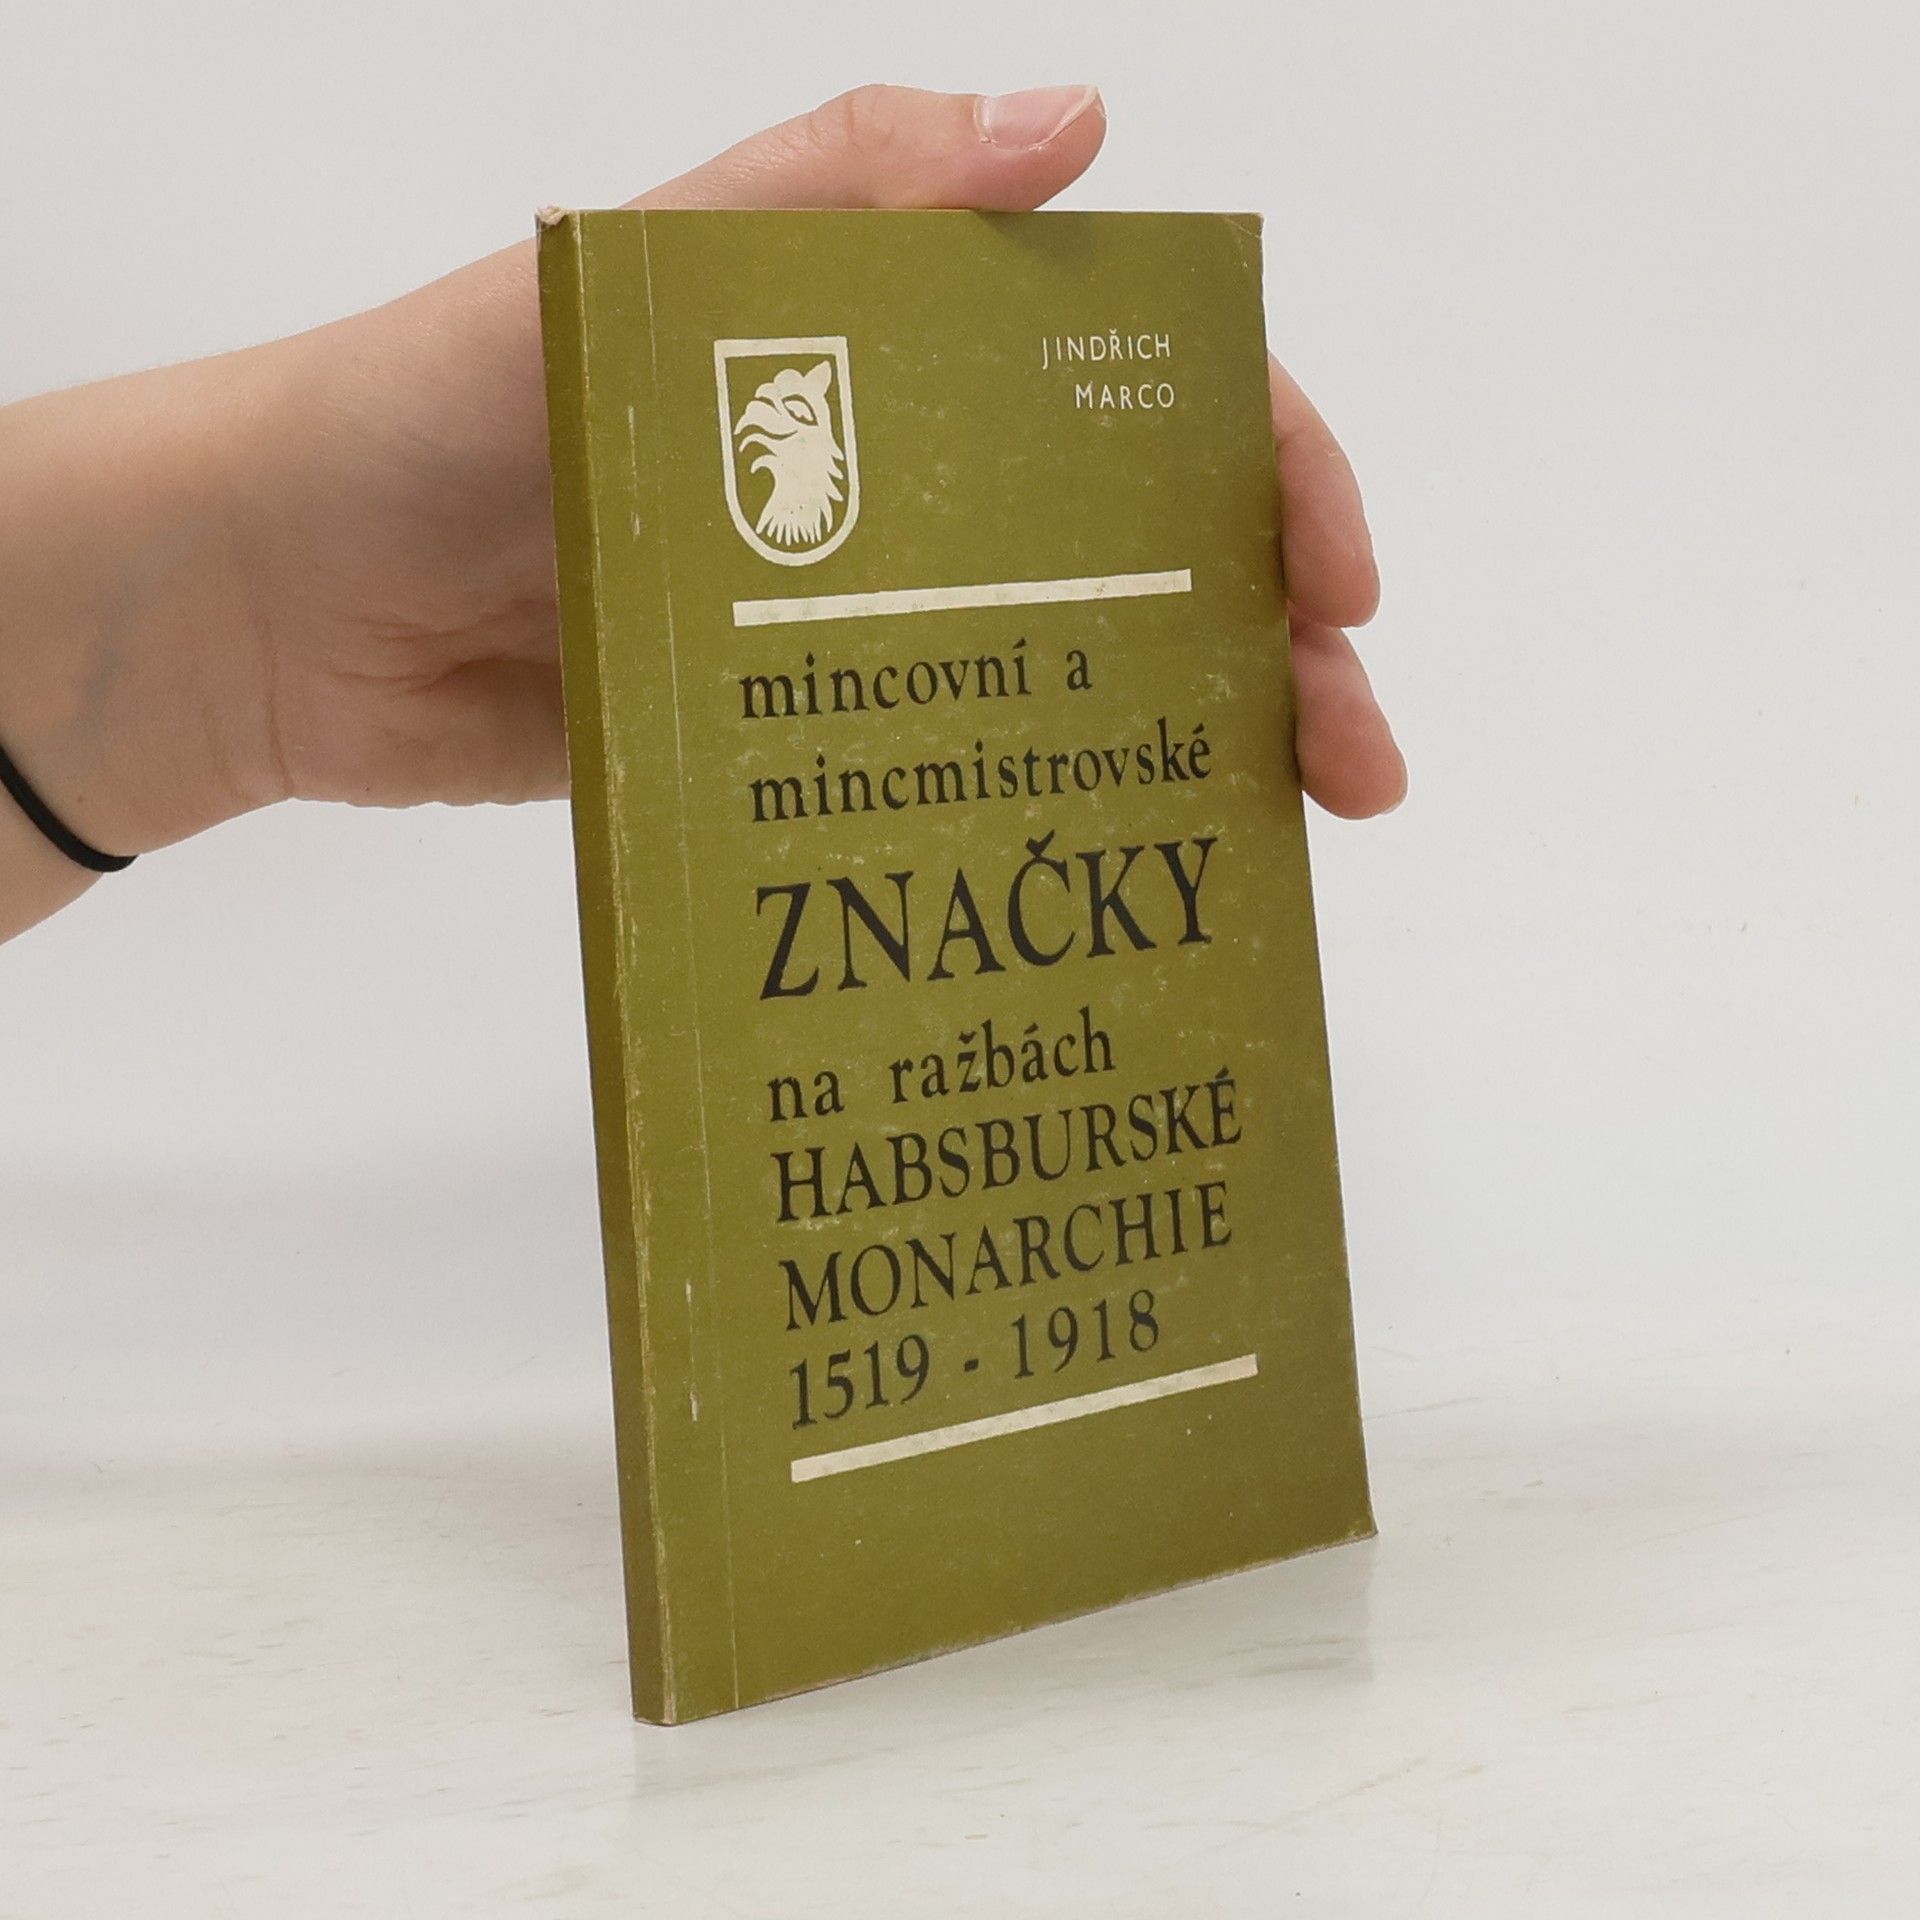 JINDŘICH
MARCO
mincovní a
mincmistrovské
ZNAČKY
na ražbách
HABSBURSKÉ
MONARCHIE
1519 - 1918